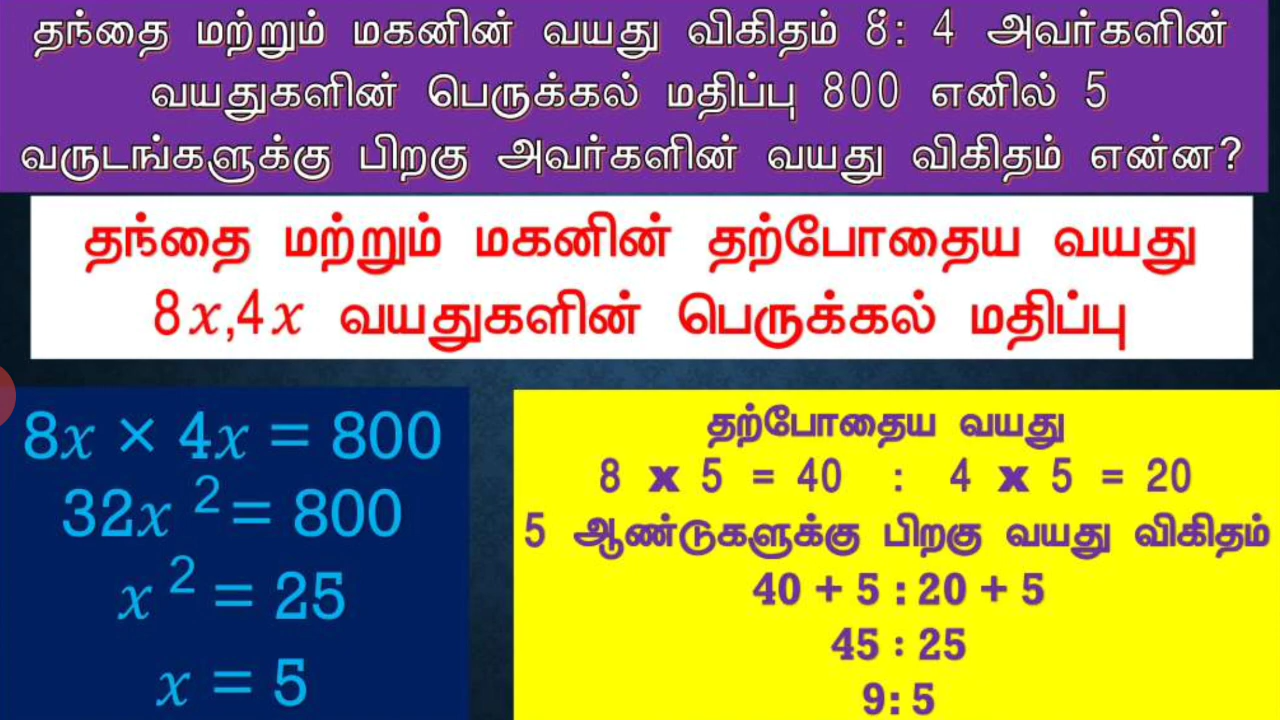 தந்தை மற்றும் மகனின் வயது விகிதம் 8: 4 அவர்களின்
வயதுகளின் பெருக்கல் மதிப்பு 800 எனில் 5
வருடங்களுக்கு பிறகு அவர்களின் வயது விகிதம் என்ன?
தந்தை மற்றும் மகனின் தற்போதைய வயது
8x,4x வயதுகளின் பெருக்கல் மதிப்பு
8x × 4x = 800
32x ² = 800
x ² = 25
x = 5
தற்போதைய வயது
8 x 5 = 40 : 4 x 5 = 20
5 ஆண்டுகளுக்கு பிறகு வயது விகிதம்
40 + 5 : 20 + 5
45 : 25
9: 5